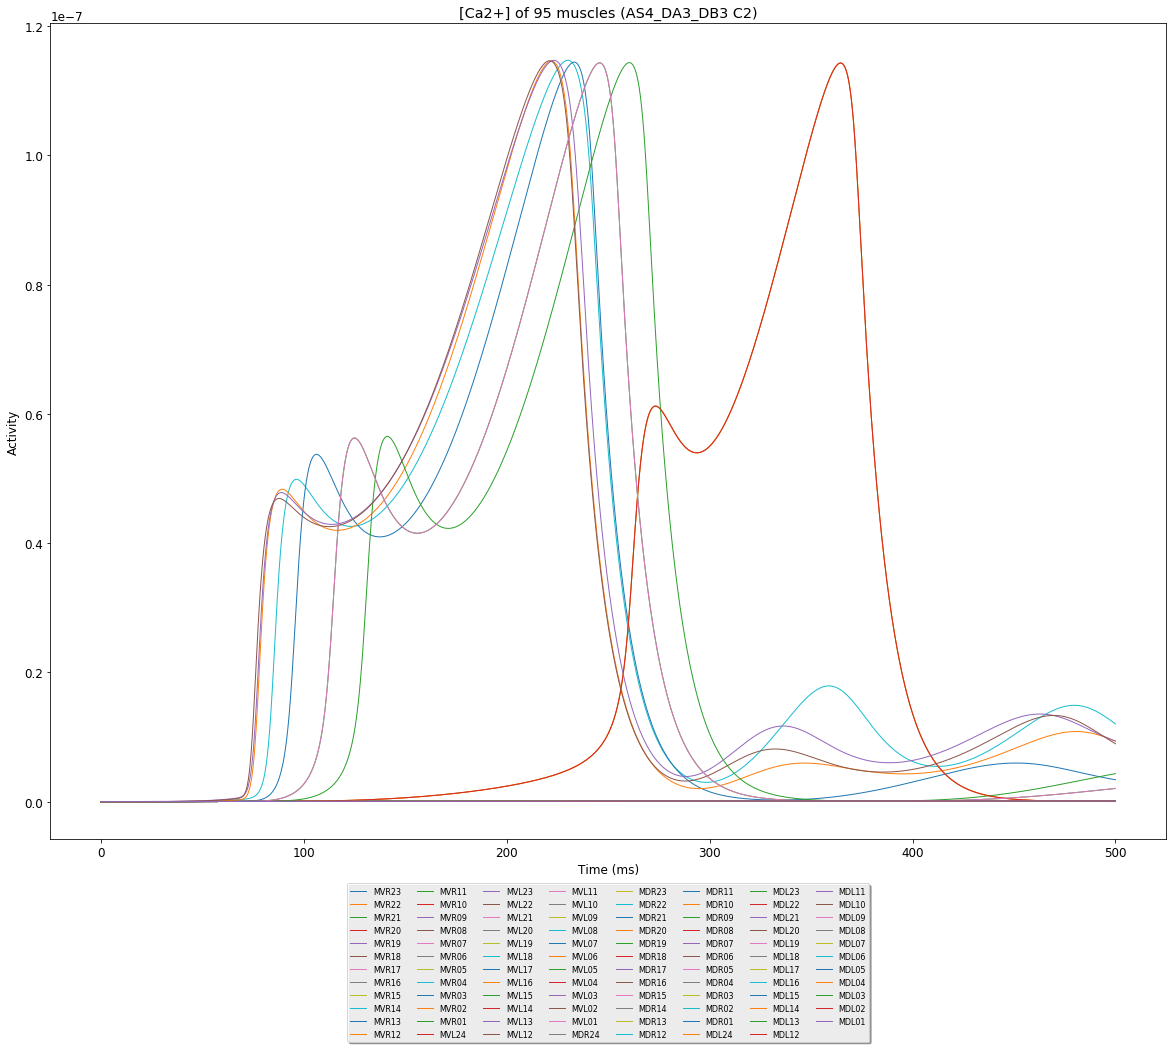 [Ca2+] of 95 muscles (AS4_DA3_DB3 C2)
1e−7
1.2
1.0
0.8
0.6
0.4
0.2
0.0
Activity
0 100 200 300 400 500
Time (ms)
MVR23 MVR11 MVL23 MVL11 MDR23 MDR11 MDL23 MDL11
MVR22 MVR10 MVL22 MVL10 MDR22 MDR10 MDL22 MDL10
MVR21 MVR09 MVL21 MVL09 MDR21 MDR09 MDL21 MDL09
MVR20 MVR08 MVL20 MVL08 MDR20 MDR08 MDL20 MDL08
MVR19 MVR07 MVL19 MVL07 MDR19 MDR07 MDL19 MDL07
MVR18 MVR06 MVL18 MVL06 MDR18 MDR06 MDL18 MDL06
MVR17 MVR05 MVL17 MVL05 MDR17 MDR05 MDL17 MDL05
MVR16 MVR04 MVL16 MVL04 MDR16 MDR04 MDL16 MDL04
MVR15 MVR03 MVL15 MVL03 MDR15 MDR03 MDL15 MDL03
MVR14 MVR02 MVL14 MVL02 MDR14 MDR02 MDL14 MDL02
MVR13 MVR01 MVL13 MVL01 MDR13 MDR01 MDL13 MDL01
MVR12 MVL24 MVL12 MDR24 MDR12 MDL24 MDL12